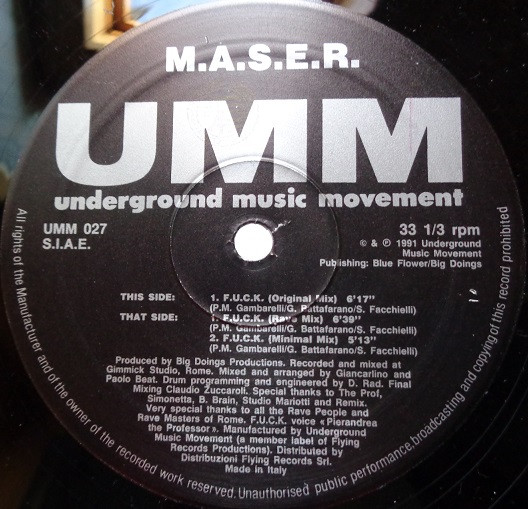 M.A.S.E.R.
UMM
underground music movement
UMM 027
S.I.A.E.
33 1/3 rpm
© & ℗ 1991 Underground
Music Movement
Publishing: Blue Flower/Big Doings
THIS SIDE: 1. F.U.C.K. (Original Mix) 6'17"
(P.M. Gambarelli/G. Battafarano/S. Facchielli)
THAT SIDE: 1. F.U.C.K. (Rave Mix) 6'39"
(P.M. Gambarelli/G. Battafarano/S. Facchielli)
2. F.U.C.K. (Minimal Mix) 5'13"
(P.M. Gambarelli/G. Battafarano/S. Facchielli)
Produced by Big Doings Productions. Recorded and mixed at
Gimmick Studio, Rome. Mixed and arranged by Giancarlino and
Paolo Beat. Drum programming and engineered by D. Rad. Final
Mixing Claudio Zuccaroli. Special thanks to The Prof,
Simonetta, B. Brain, Studio Mariotti and Remix.
Very special thanks to all the Rave People and
Rave Masters of Rome. F.U.C.K. voice « Pierandrea
the Professor ». Manufactured by Underground
Music Movement (a member label of Flying
Records Production). Distributed by
Distribuzioni Flying Records Srl.
Made in Italy
All rights of the Manufacturer and of the owner of the recorded work reserved. Unauthorised public performance, broadcasting and copying of this record prohibited